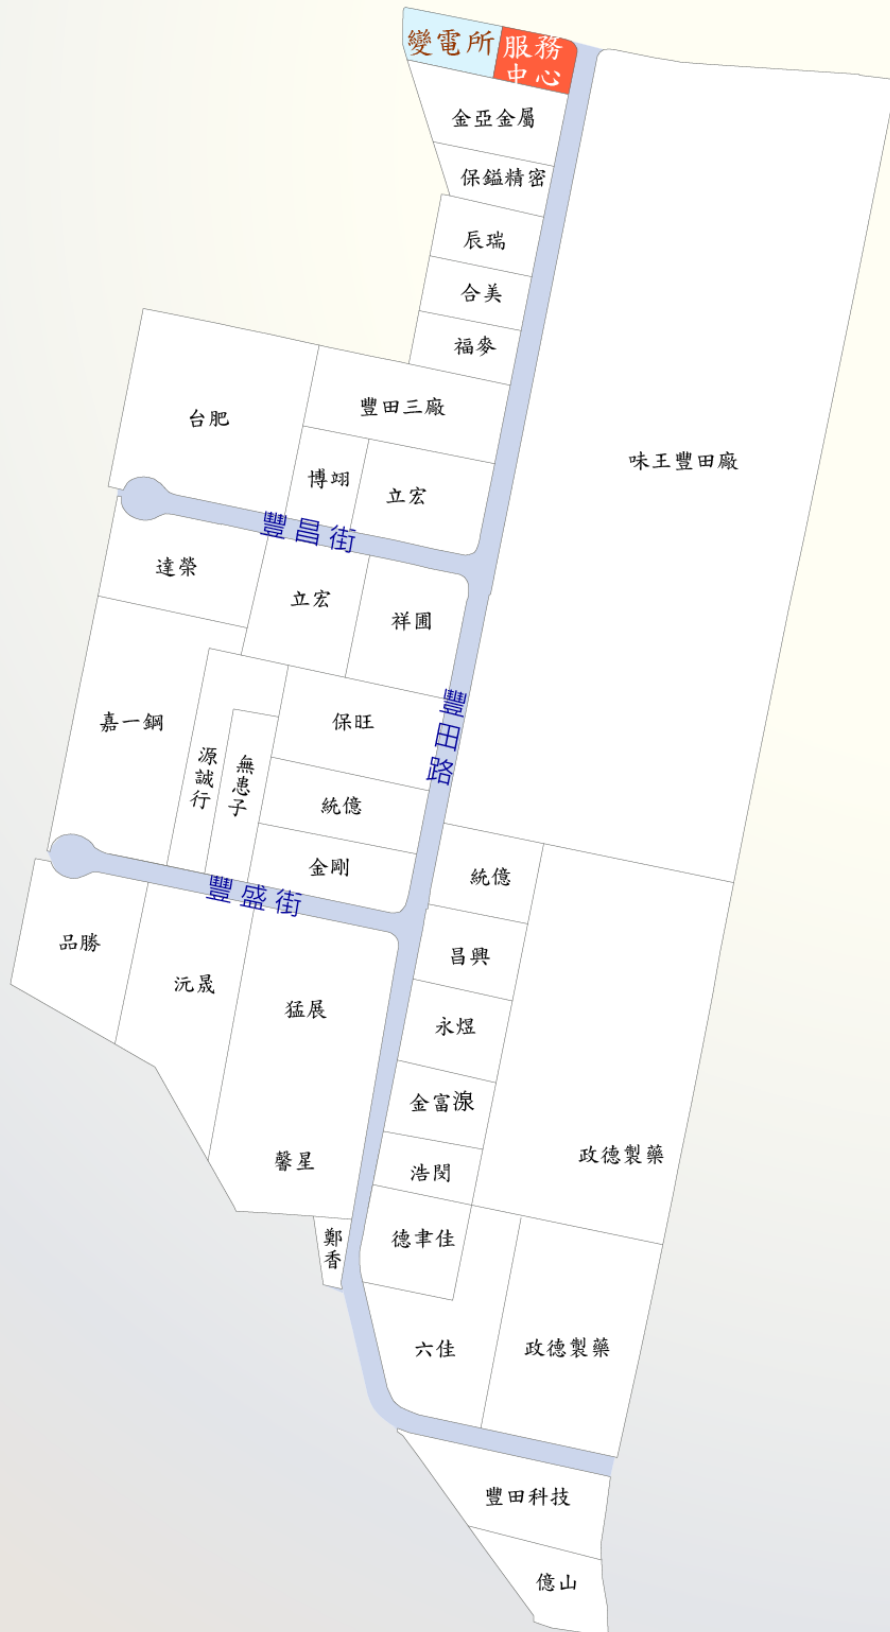 變電所
服務
中心
金亞金屬
保鎰精密
辰瑞
合美
福麥
豐田三廠
台肥
味王豐田廠
博翊
立宏
豐昌街
達榮
立宏
祥圃
豐田路
嘉一鋼
保旺
源誠行
無患子
統億
金剛
統億
豐盛街
品勝
昌興
沅晟
猛展
永煜
金富湶
政德製藥
馨星
浩閔
鄭香
德聿佳
六佳
政德製藥
豐田科技
億山